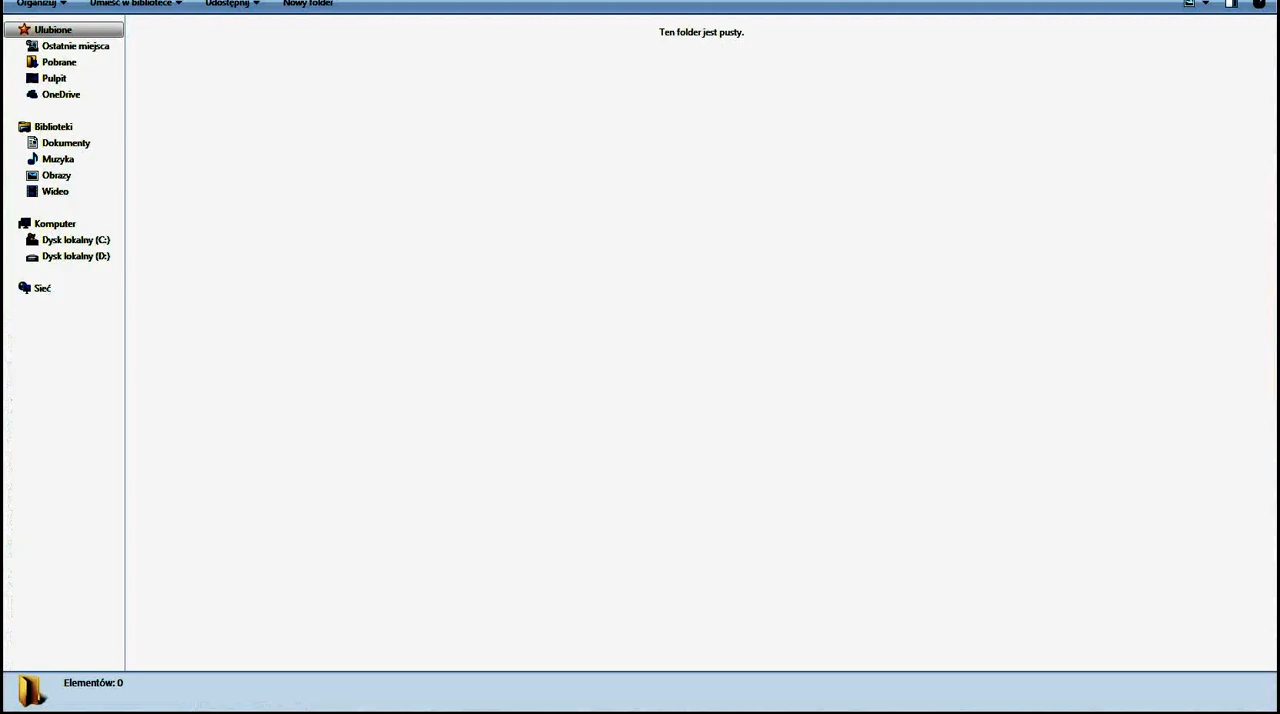 Organizuj
Umieść w bibliotece
Udostępnij
Nowy folder
Ulubione
Ostatnie miejsca
Pobrane
Pulpit
OneDrive
Biblioteki
Dokumenty
Muzyka
Obrazy
Wideo
Komputer
Dysk lokalny (C:)
Dysk lokalny (D:)
Sieć
Ten folder jest pusty.
Elementów: 0